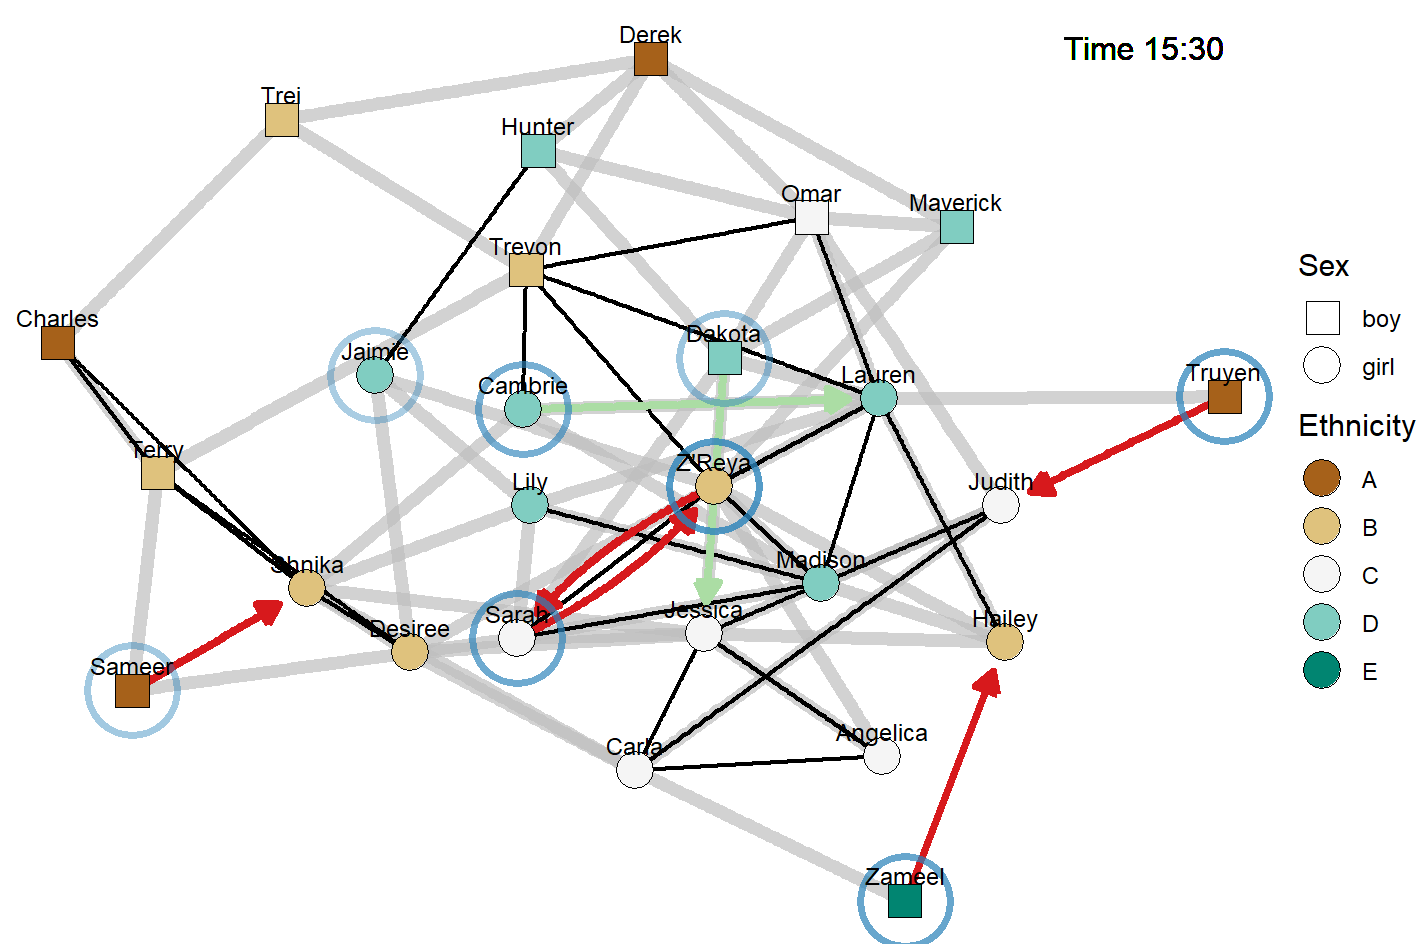 Derek
Time 15:30
Trei
Hunter
Omar
Maverick
Trevon
Sex
boy
girl
Charles
Jaimie
Dakota
Cambrie
Lauren
Truyen
Ethnicity
Terry
Z'Reya
Lily
Judith
A
B
Shnika
Madison
C
Sarah
Jessica
Hailey
Desiree
D
Sameer
E
Carla
Angelica
Zameel